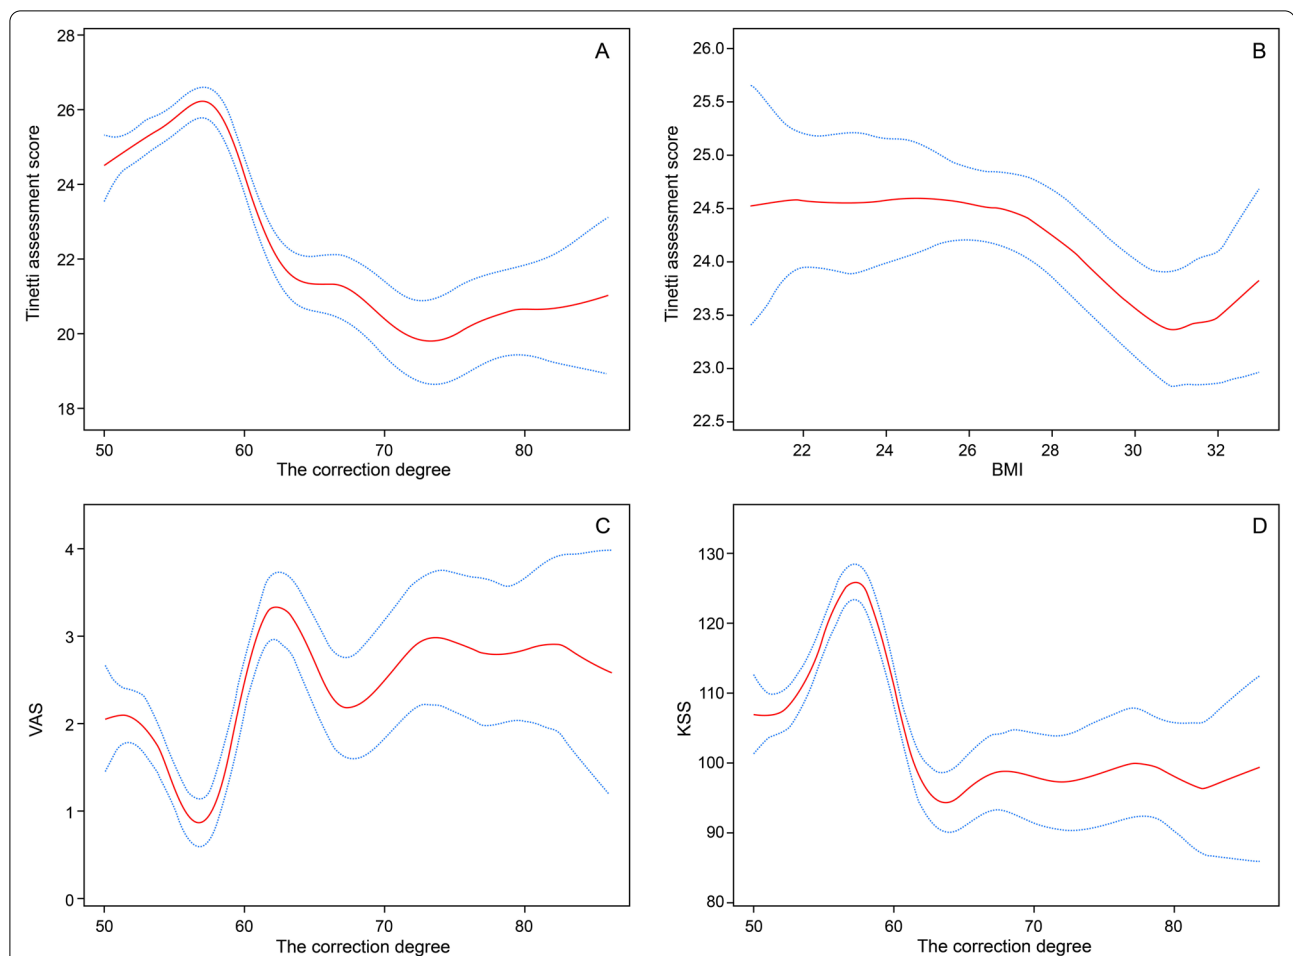 A
Tinetti assessment score
28
26
24
22
20
18
50 60 70 80
The correction degree
B
Tinetti assessment score
26.0
25.5
25.0
24.5
24.0
23.5
23.0
22.5
22 24 26 28 30 32
BMI
C
VAS
4
3
2
1
0
50 60 70 80
The correction degree
D
KSS
130
120
110
100
90
80
50 60 70 80
The correction degree